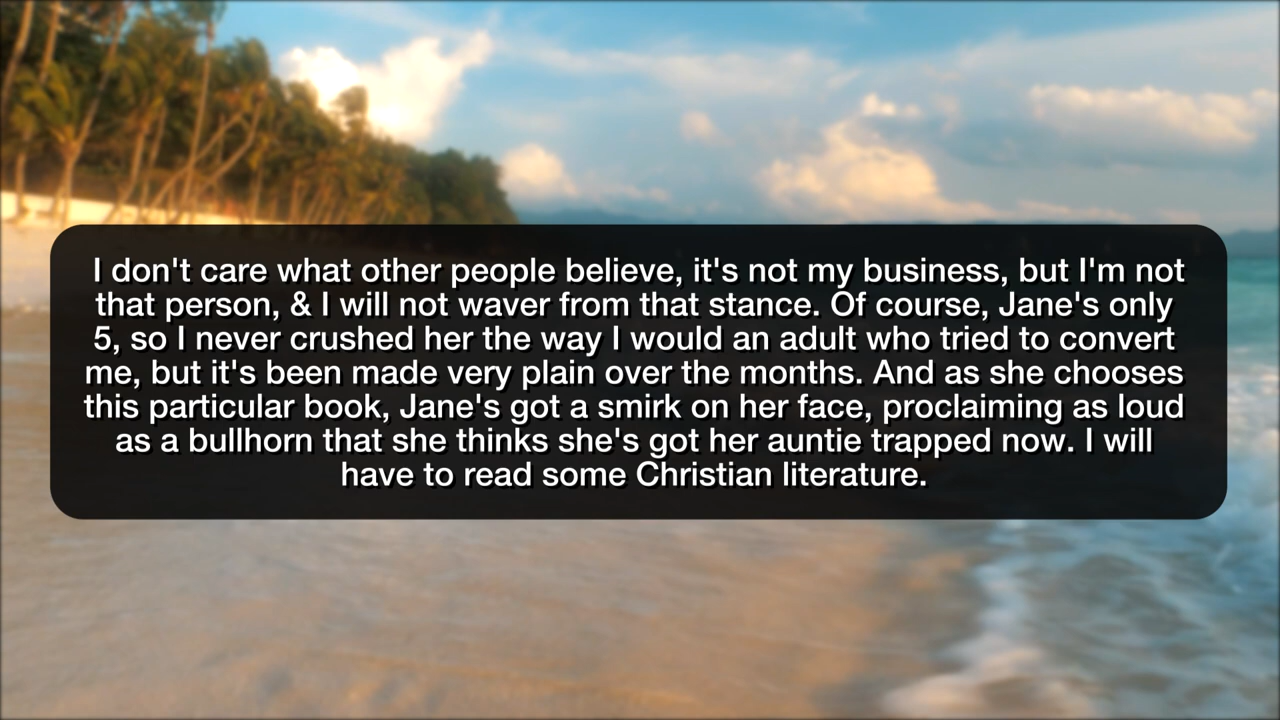 I don't care what other people believe, it's not my business, but I'm not
that person, & I will not waver from that stance. Of course, Jane's only
5, so I never crushed her the way I would an adult who tried to convert
me, but it's been made very plain over the months. And as she chooses
this particular book, Jane's got a smirk on her face, proclaiming as loud
as a bullhorn that she thinks she's got her auntie trapped now. I will
have to read some Christian literature.